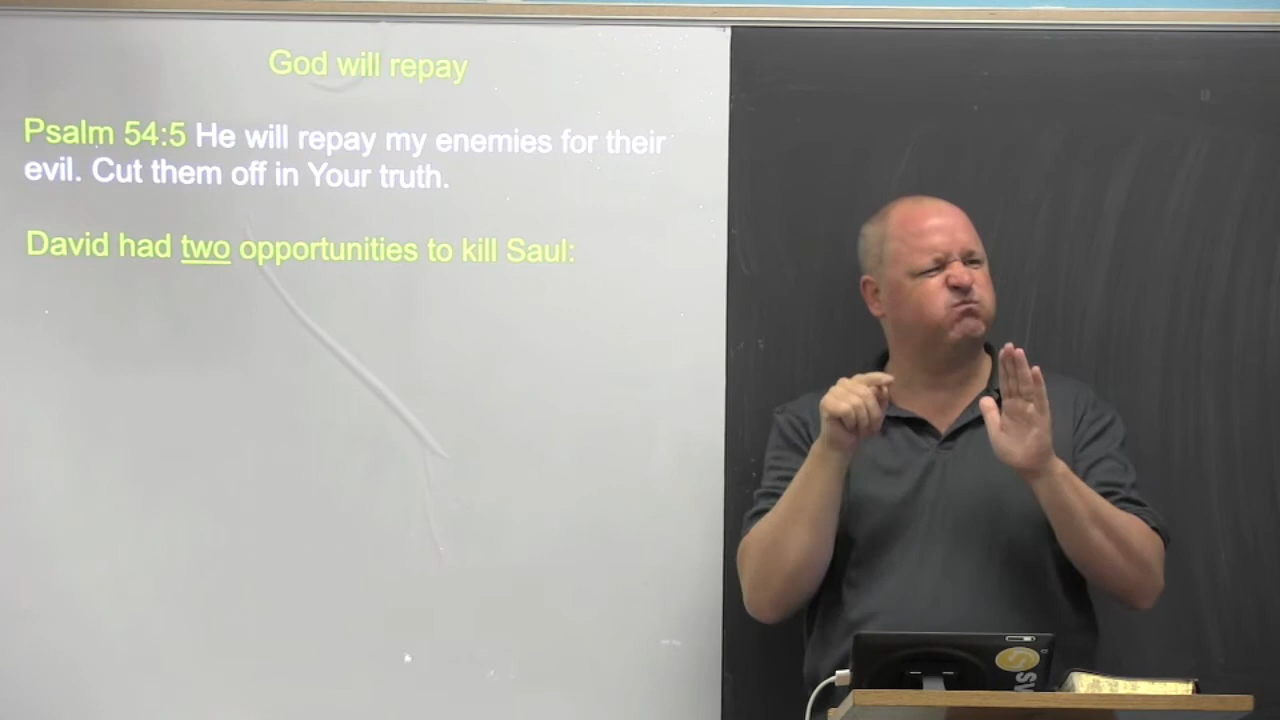 God will repay
Psalm 54:5 He will repay my enemies for their
evil. Cut them off in Your truth.
David had two opportunities to kill Saul:
S
sv